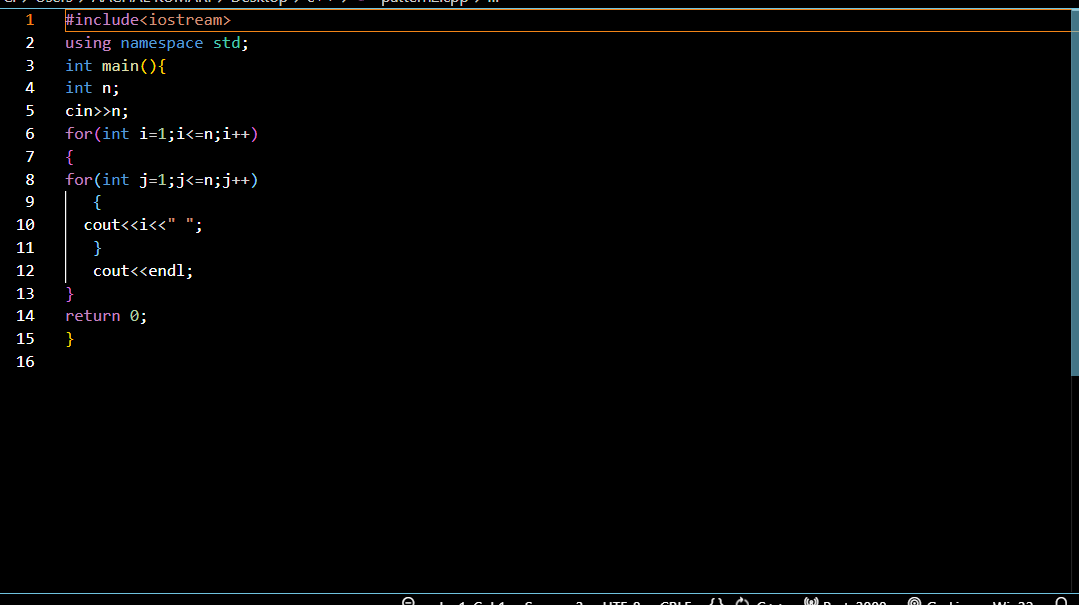 1 #include<iostream>
2 using namespace std;
3 int main(){
4 int n;
5 cin>>n;
6 for(int i=1;i<=n;i++)
7 {
8 for(int j=1;j<=n;j++)
9 {
10 cout<<i<<" ";
11 }
12 cout<<endl;
13 }
14 return 0;
15 }
16